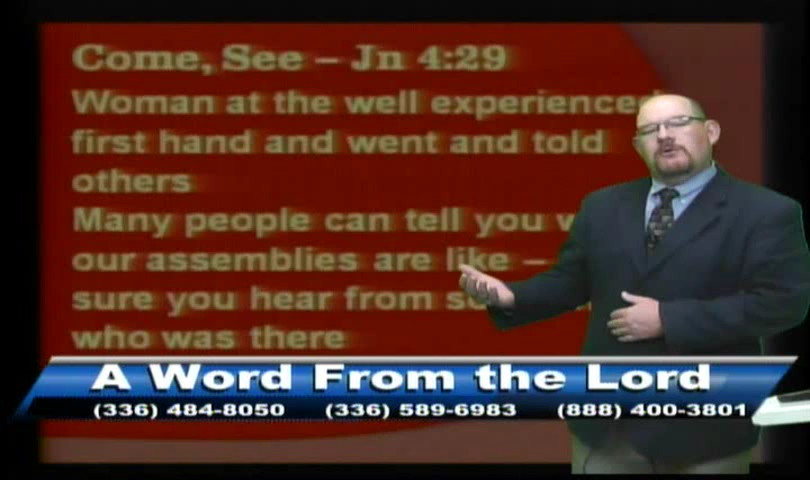 Come, See – Jn 4:29
Woman at the well experienced
first hand and went and told
others
Many people can tell you
our assemblies are like –
sure you hear from
who was there
A Word From the Lord
(336) 484-8050 (336) 589-6983 (888) 400-3801